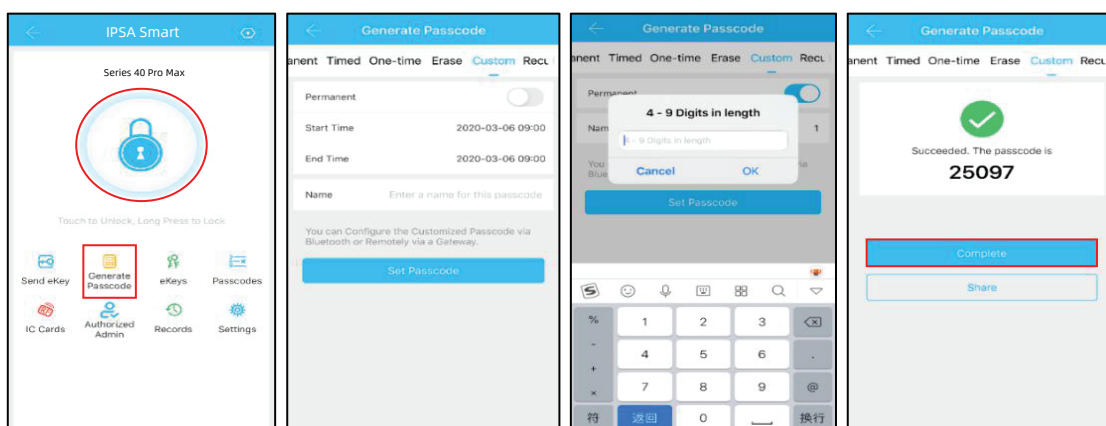 IPSA Smart
Series 40 Pro Max
Touch to Unlock, Long Press to Lock
Send eKey
Generate
Passcode
eKeys
Passcodes
IC Cards
Authorized
Admin
Records
Settings
Generate Passcode
anent Timed One-time Erase Custom Recu
Permanent
Start Time 2020-03-06 09:00
End Time 2020-03-06 09:00
Name Enter a name for this passcode
You can Configure the Customized Passcode via
Bluetooth or Remotely via a Gateway.
Set Passcode
Generate Passcode
anent Timed One-time Erase Custom Recu
Permanent
4 - 9 Digits in length
Nam 1
4 - 9 Digits in length
You
Blue
Cancel OK
Set Passcode
% 1 2 3
- 4 5 6 .
+
× 7 8 9 @
符 返回 0 换行
Generate Passcode
anent Timed One-time Erase Custom Recu
Succeeded. The passcode is
25097
Complete
Share